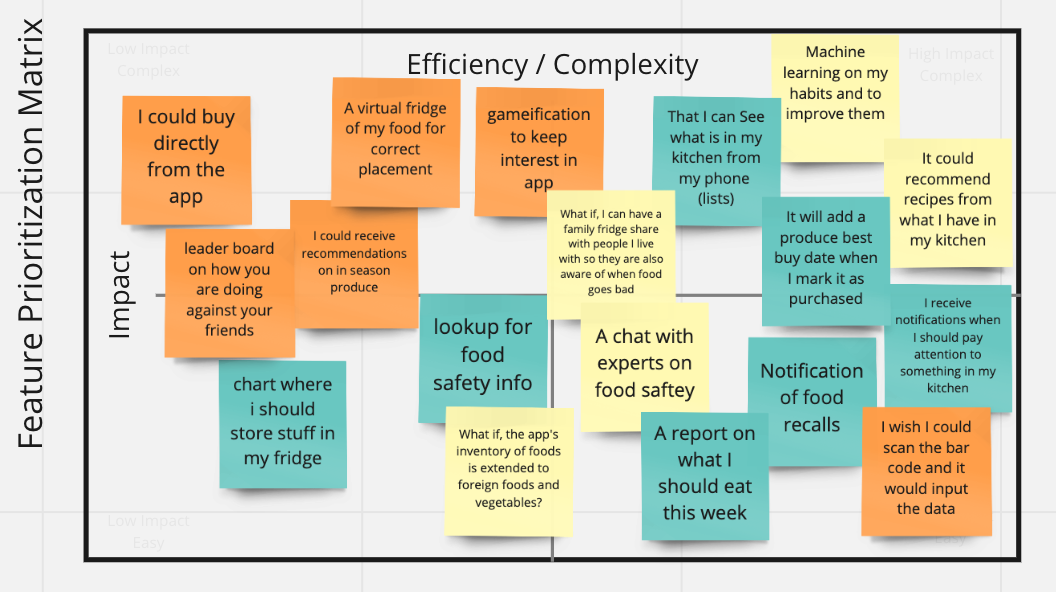 Feature Prioritization Matrix
Low Impact
Complex
Efficiency / Complexity
High Impact
Complex
Impact
I could buy
directly
from the
app
A virtual fridge
of my food for
correct
placement
gameification
to keep
interest in
app
That I can See
what is in my
kitchen from
my phone
(lists)
Machine
learning on my
habits and to
improve them
It could
recommend
recipes from
what I have in
my kitchen
leader board
on how you
are doing
against your
friends
I could receive
recommendations
on in season
produce
What if, I can have a
family fridge share
with people I live
with so they are also
aware of when food
goes bad
It will add a
produce best
buy date when
I mark it as
purchased
I receive
notifications when
I should pay
attention to
something in my
kitchen
lookup for
food
safety info
A chat with
experts on
food saftey
Notification
of food
recalls
chart where
i should
store stuff in
my fridge
What if, the app's
inventory of foods
is extended to
foreign foods and
vegetables?
A report on
what I
should eat
this week
I wish I could
scan the bar
code and it
would input
the data
Low Impact
Easy
Easy